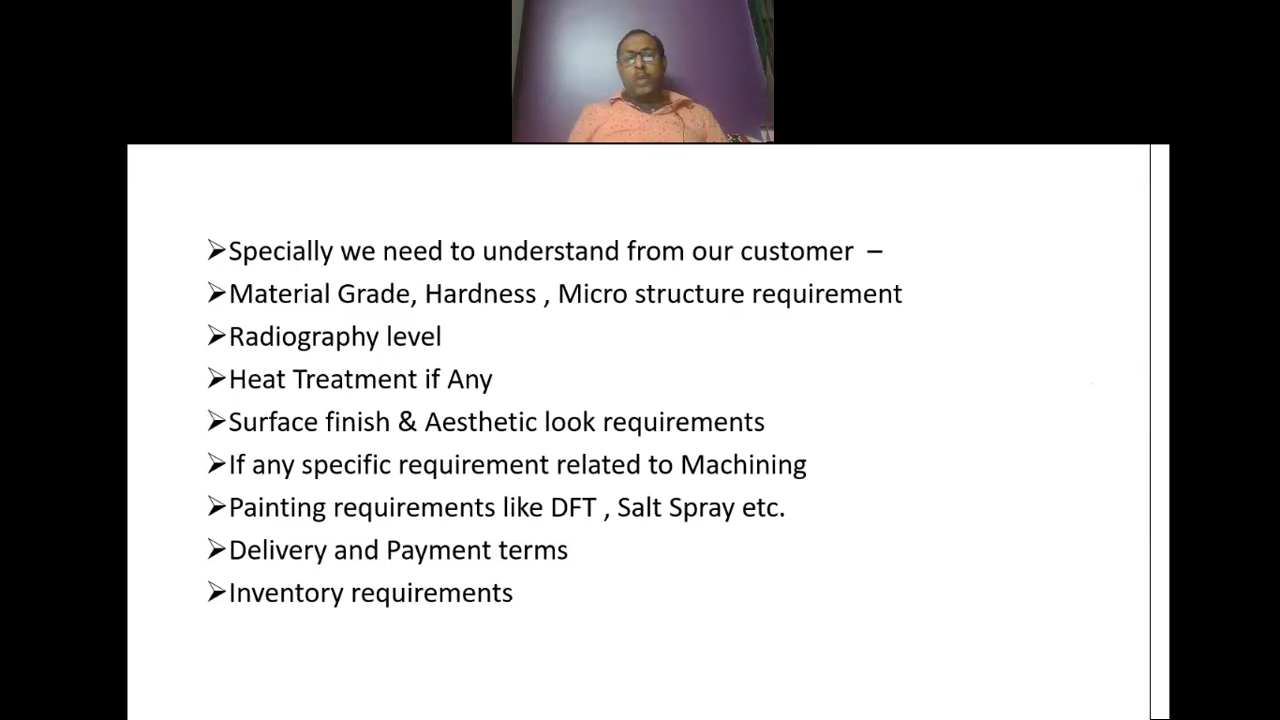 ➢Specially we need to understand from our customer –
➢Material Grade, Hardness , Micro structure requirement
➢Radiography level
➢Heat Treatment if Any
➢Surface finish & Aesthetic look requirements
➢If any specific requirement related to Machining
➢Painting requirements like DFT , Salt Spray etc.
➢Delivery and Payment terms
➢Inventory requirements